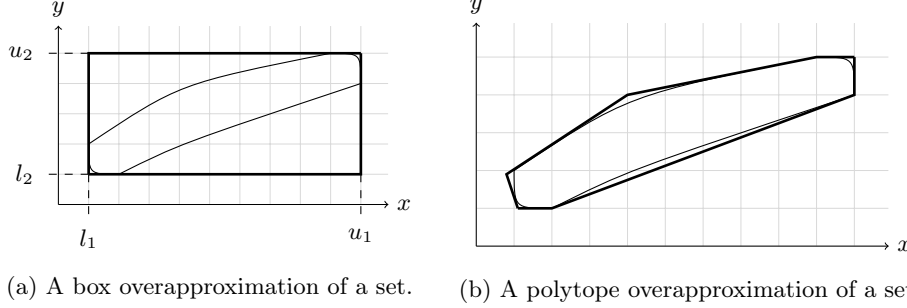 y
u₂
l₂
l₁
u₁
x
y
x
(a) A box overapproximation of a set.
(b) A polytope overapproximation of a se